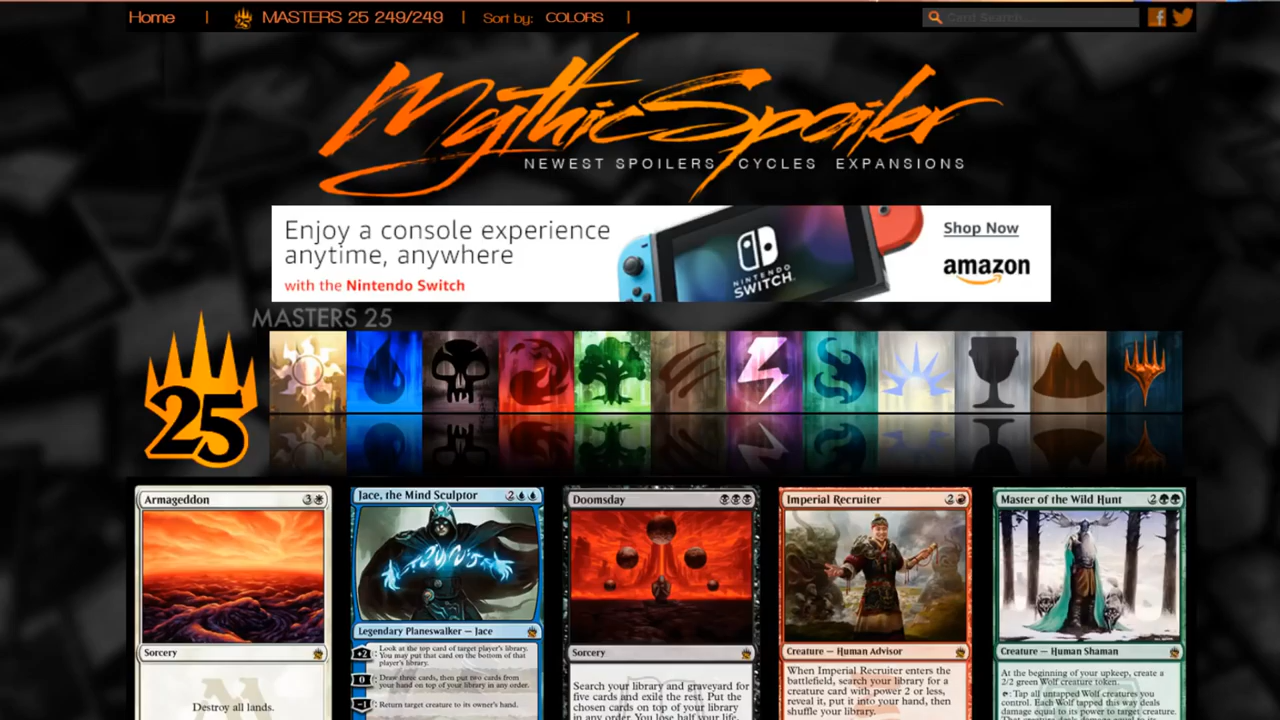 Home | MASTERS 25 249/249 | Sort by: COLORS |
Card Search...
MythicSpoiler
NEWEST SPOILERS CYCLES EXPANSIONS
Enjoy a console experience
anytime, anywhere
with the Nintendo Switch
NINTENDO
SWITCH
Shop Now
amazon
MASTERS 25
25
Armageddon 3
Sorcery
Destroy all lands.
Jace, the Mind Sculptor 2
Legendary Planeswalker — Jace
+2: Look at the top card of target player's library.
You may put that card on the bottom of that
player's library.
0: Draw three cards, then put two cards from
your hand on top of your library in any order.
-1: Return target creature to its owner's hand.
Doomsday
Sorcery
Search your library and graveyard for
five cards and exile the rest. Put the
chosen cards on top of your library
in any order. You lose half your life,
Imperial Recruiter 2
Creature — Human Advisor
When Imperial Recruiter enters the
battlefield, search your library for a
creature card with power 2 or less,
reveal it, put it into your hand, then
shuffle your library.
Master of the Wild Hunt 2
Creature — Human Shaman
At the beginning of your upkeep, create a
2/2 green Wolf creature token.
: Tap all untapped Wolf creatures you
control. Each Wolf tapped this way deals
damage equal to its power to target creature.